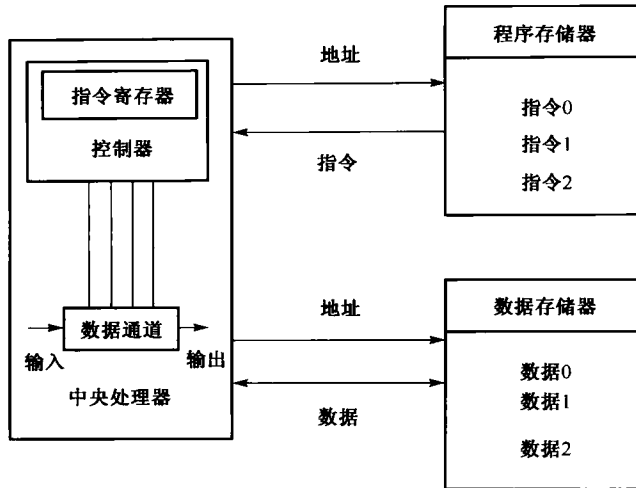 指令寄存器
控制器
数据通道
输入
输出
中央处理器
地址
指令
地址
数据
程序存储器
指令0
指令1
指令2
数据存储器
数据0
数据1
数据2